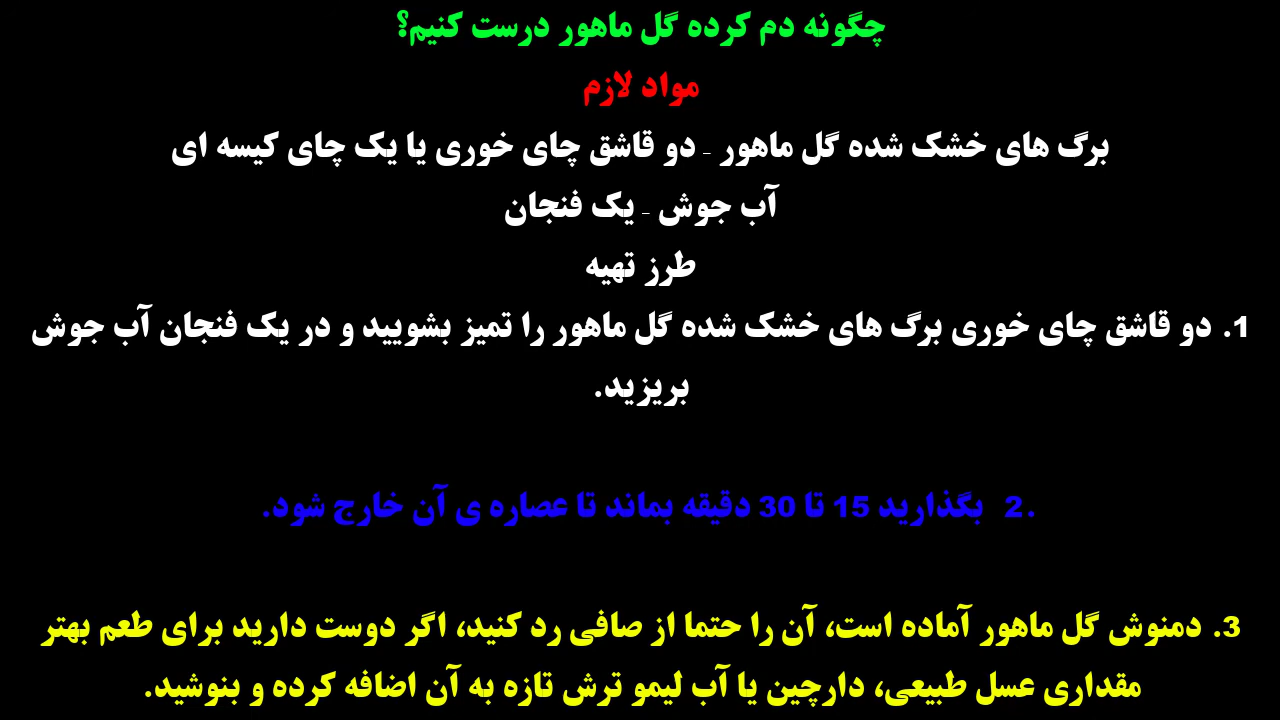 چگونه دم کرده گل ماهور درست کنیم؟
مواد لازم
برگ های خشک شده گل ماهور – دو قاشق چای خوری یا یک چای کیسه ای
آب جوش – یک فنجان
طرز تهیه
1. دو قاشق چای خوری برگ های خشک شده گل ماهور را تمیز بشویید و در یک فنجان آب جوش
بریزید.
.2 بگذارید 15 تا 30 دقیقه بماند تا عصاره ی آن خارج شود.
3. دمنوش گل ماهور آماده است، آن را حتما از صافی رد کنید، اگر دوست دارید برای طعم بهتر
مقداری عسل طبیعی، دارچین یا آب لیمو ترش تازه به آن اضافه کرده و بنوشید.